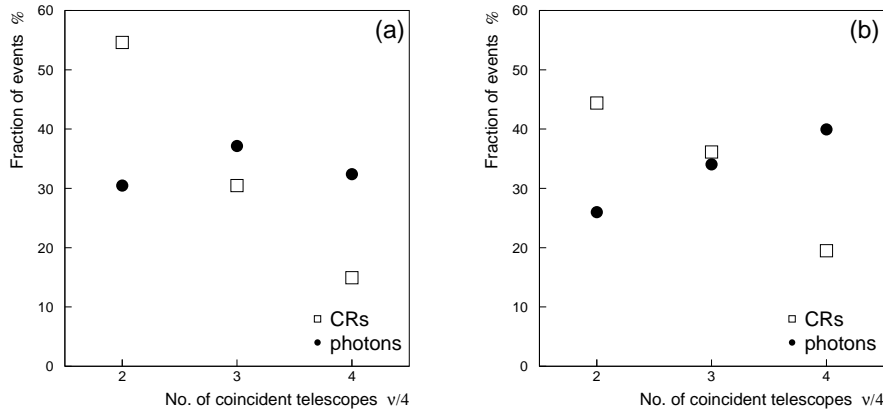 Fraction of events %
60
50
40
30
20
10
0
(a)
CRs
photons
2 3 4
No. of coincident telescopes ν/4
Fraction of events %
60
50
40
30
20
10
0
(b)
CRs
photons
2 3 4
No. of coincident telescopes ν/4